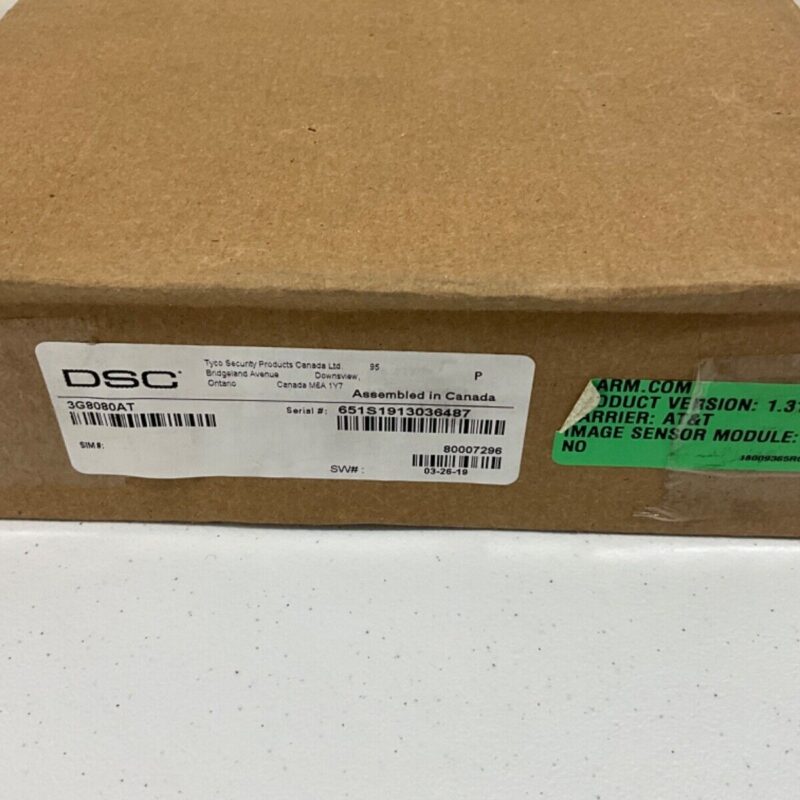 DSC
Tyco Security Products Canada Ltd. 95
Bridgeland Avenue Downsview,
Ontario Canada M6A 1Y7
P
Assembled in Canada
3G8080AT
Serial #: 651S1913036487
SIM #:
80007296
SW# :
03-26-19
ARM.COM
ODUCT VERSION: 1.31
ARRIER: AT&T
IMAGE SENSOR MODULE:
NO